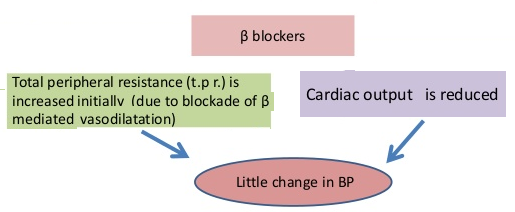 β blockers
Total peripheral resistance (t.p r.) is
increased initially (due to blockade of β
mediated vasodilatation)
Cardiac output is reduced
Little change in BP